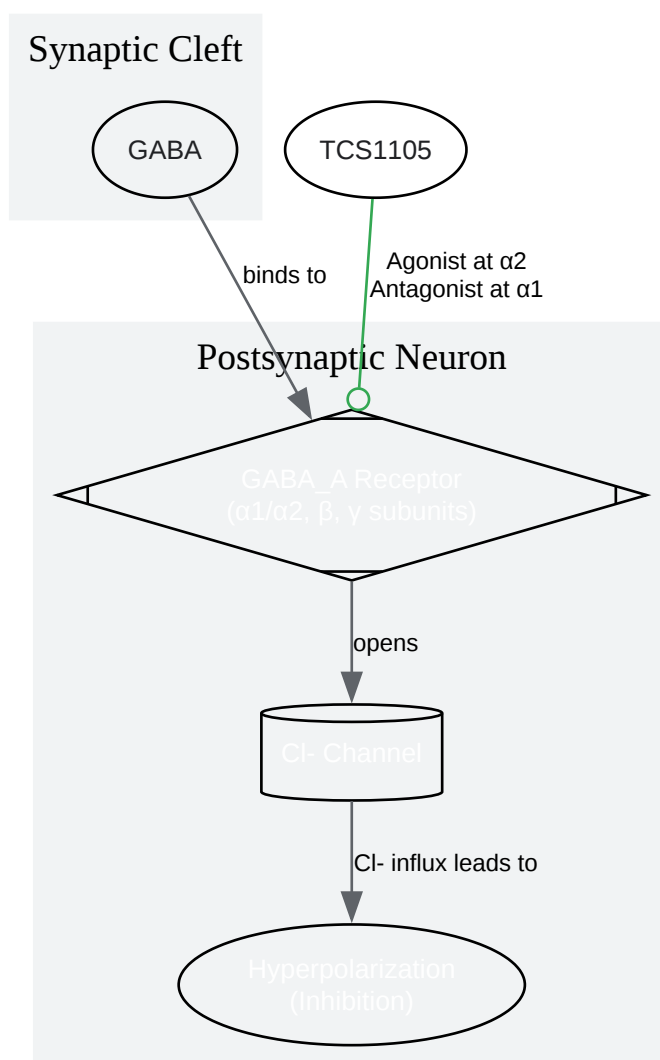 Synaptic Cleft
GABA
TCS1105
binds to
Agonist at α2
Antagonist at α1
Postsynaptic Neuron
GABA_A Receptor
(α1/α2, β, γ subunits)
opens
Cl- Channel
Cl- influx leads to
Hyperpolarization
(Inhibition)